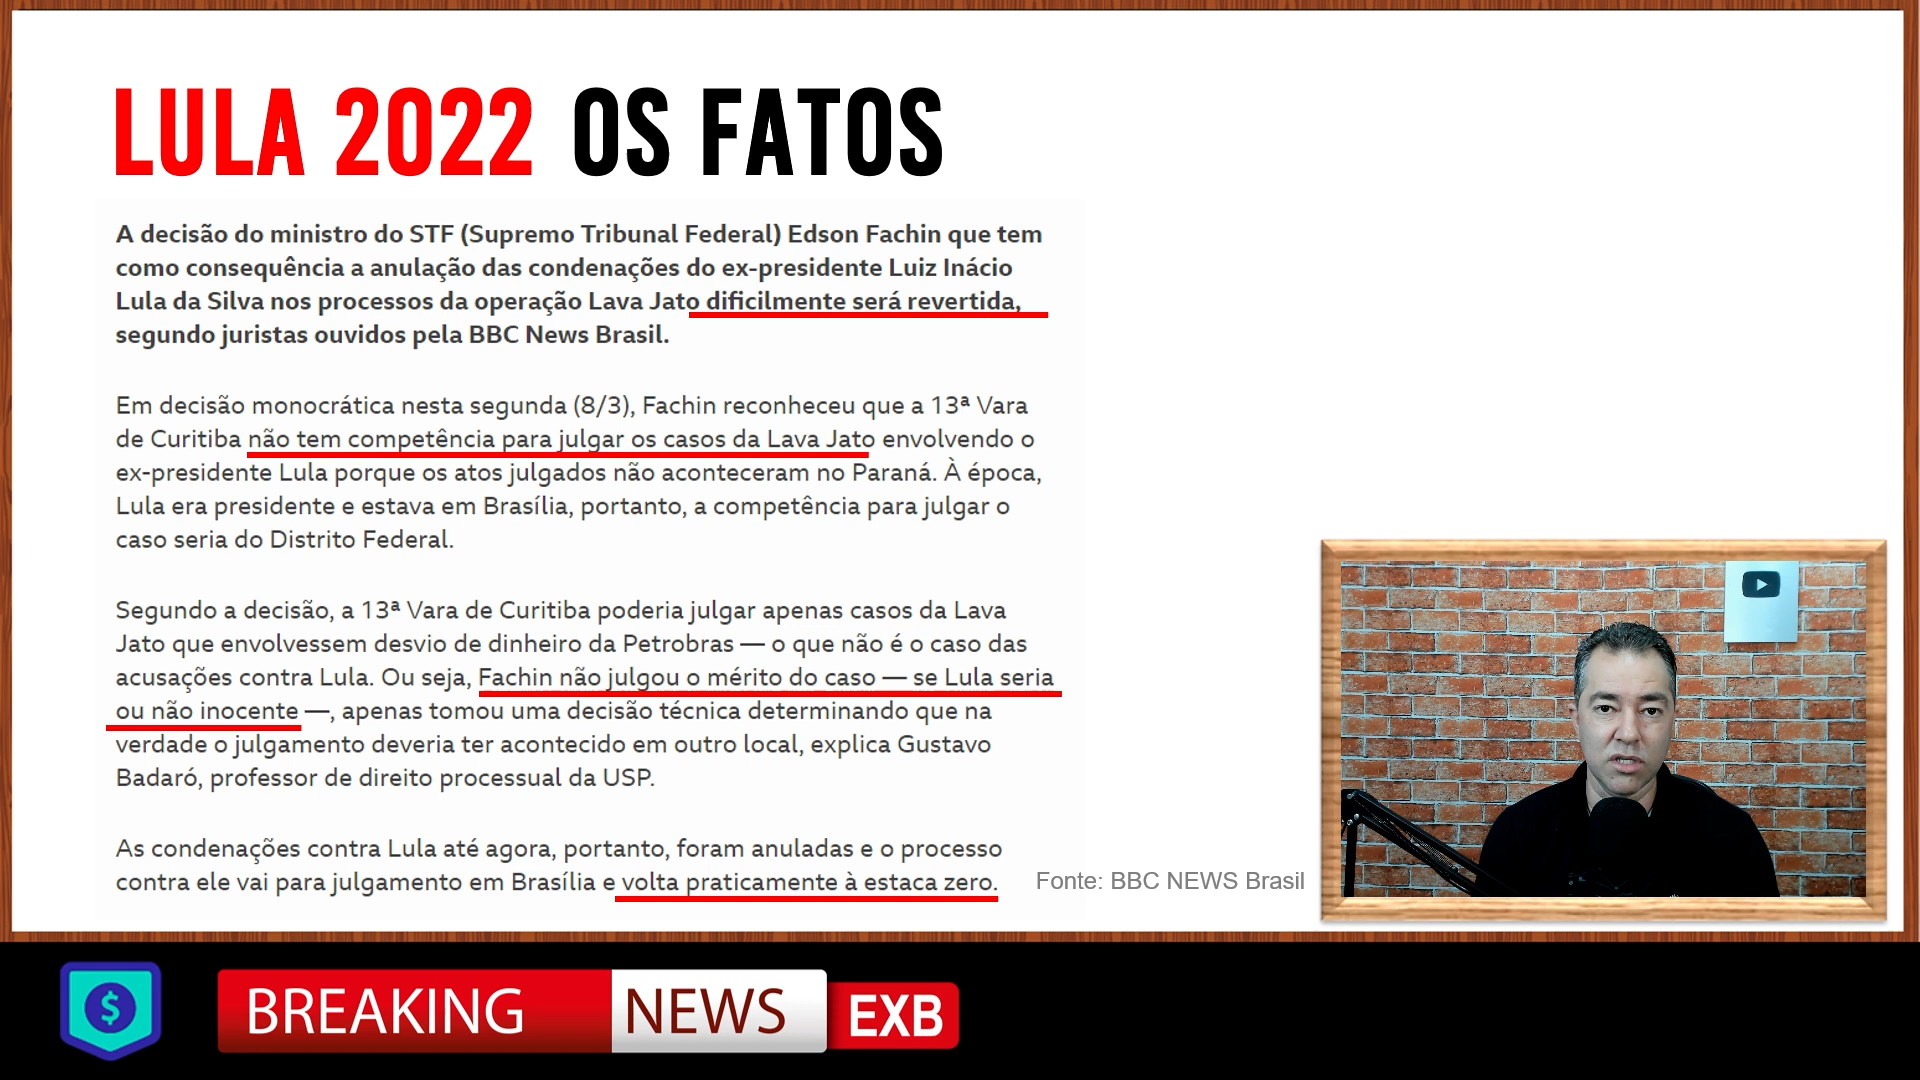 LULA 2022 OS FATOS
A decisão do ministro do STF (Supremo Tribunal Federal) Edson Fachin que tem
como consequência a anulação das condenações do ex-presidente Luiz Inácio
Lula da Silva nos processos da operação Lava Jato dificilmente será revertida,
segundo juristas ouvidos pela BBC News Brasil.
Em decisão monocrática nesta segunda (8/3), Fachin reconheceu que a 13ª Vara
de Curitiba não tem competência para julgar os casos da Lava Jato envolvendo o
ex-presidente Lula porque os atos julgados não aconteceram no Paraná. À época,
Lula era presidente e estava em Brasília, portanto, a competência para julgar o
caso seria do Distrito Federal.
Segundo a decisão, a 13ª Vara de Curitiba poderia julgar apenas casos da Lava
Jato que envolvessem desvio de dinheiro da Petrobras — o que não é o caso das
acusações contra Lula. Ou seja, Fachin não julgou o mérito do caso — se Lula seria
ou não inocente —, apenas tomou uma decisão técnica determinando que na
verdade o julgamento deveria ter acontecido em outro local, explica Gustavo
Badaró, professor de direito processual da USP.
As condenações contra Lula até agora, portanto, foram anuladas e o processo
contra ele vai para julgamento em Brasília e volta praticamente à estaca zero.
Fonte: BBC NEWS Brasil
$
BREAKING NEWS EXB